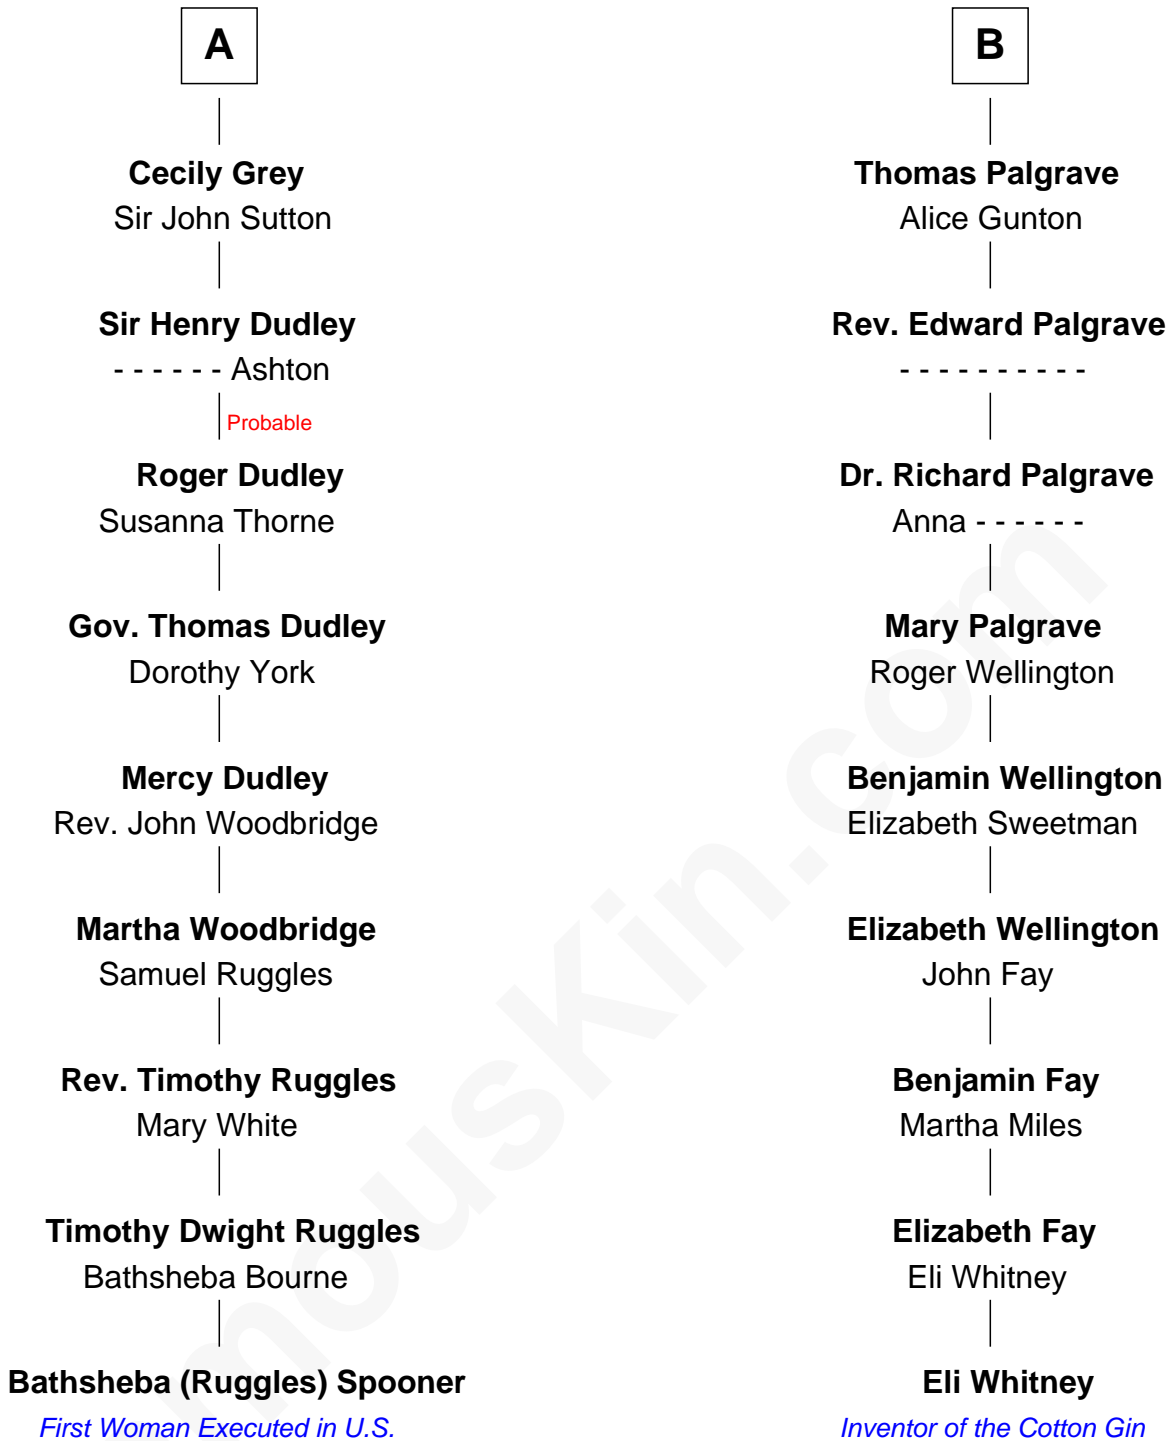 A
Cecily Grey
Sir John Sutton
Sir Henry Dudley
- - - - - - Ashton
Probable
Roger Dudley
Susanna Thorne
Gov. Thomas Dudley
Dorothy York
Mercy Dudley
Rev. John Woodbridge
Martha Woodbridge
Samuel Ruggles
Rev. Timothy Ruggles
Mary White
Timothy Dwight Ruggles
Bathsheba Bourne
Bathsheba (Ruggles) Spooner
First Woman Executed in U.S.
B
Thomas Palgrave
Alice Gunton
Rev. Edward Palgrave
- - - - - - - - - -
Dr. Richard Palgrave
Anna - - - - - -
Mary Palgrave
Roger Wellington
Benjamin Wellington
Elizabeth Sweetman
Elizabeth Wellington
John Fay
Benjamin Fay
Martha Miles
Elizabeth Fay
Eli Whitney
Eli Whitney
Inventor of the Cotton Gin
mousKin.com